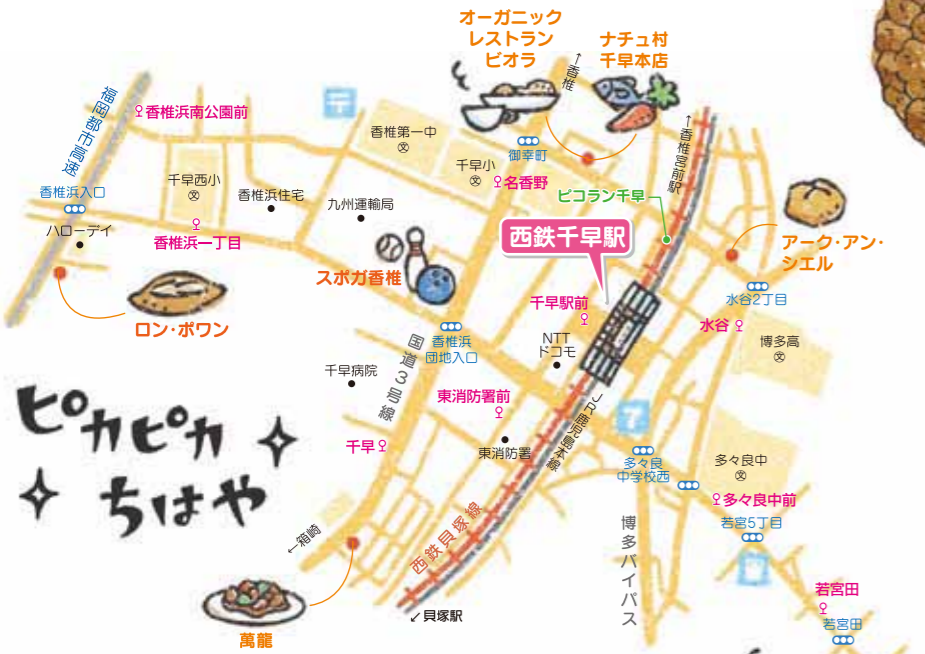 オーガニック
レストラン
ビオラ
ナチュ村
千早本店
↑香椎
↑香椎宮前駅
福岡都市高速
香椎浜南公園前
香椎第一中
文
千早小
文
名香野
御幸町
ピコラン千早
千早西小
文
香椎浜住宅
九州運輸局
香椎浜入口
ハローデイ
香椎浜一丁目
スポガ香椎
西鉄千早駅
アーク・アン・
シエル
ロン・ポワン
千早駅前
水谷2丁目
水谷
博多高
文
香椎浜
団地入口
NTT
ドコモ
国道3号線
千早病院
東消防署前
JR鹿児島本線
千早
東消防署
7
多々良
中学校西
多々良中
文
多々良中前
若宮5丁目
ピカピカ
ちはや
←箱崎
西鉄貝塚線
博多バイパス
↙貝塚駅
若宮田
若宮田
萬龍